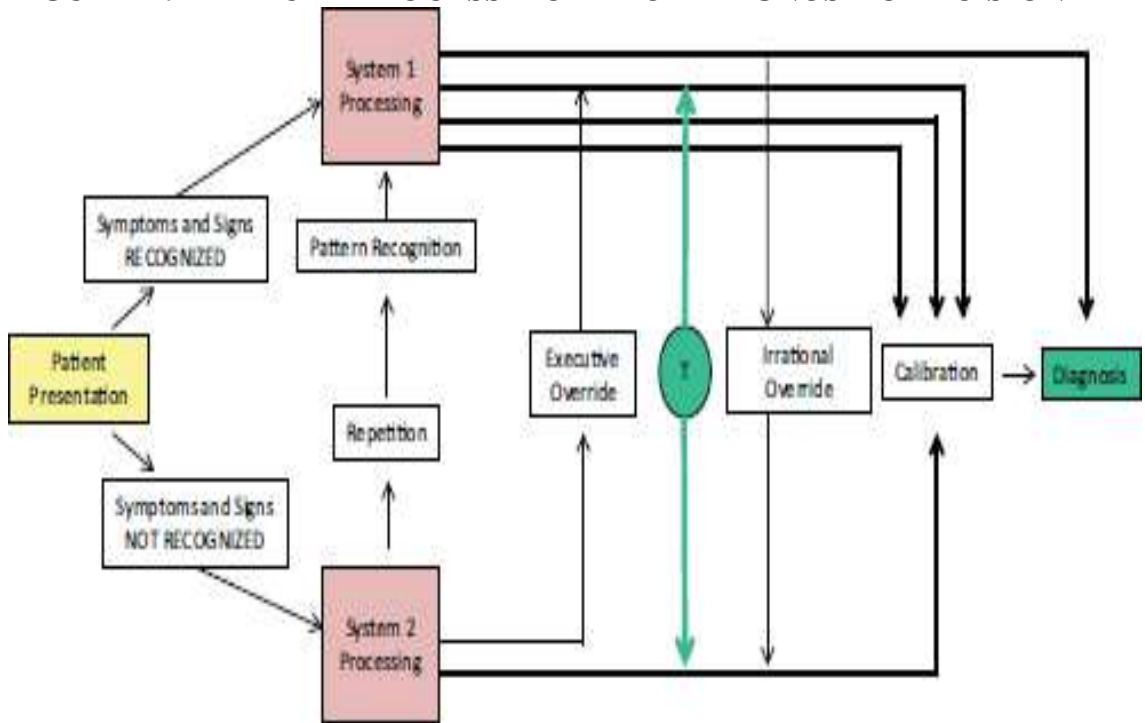 System 1
Processing
Symptoms and Signs
RECOGNIZED
Pattern Recognition
Patient
Presentation
Executive
Override
T
Irrational
Override
Calibration
Diagnosis
Repetition
Symptoms and Signs
NOT RECOGNIZED
System 2
Processing